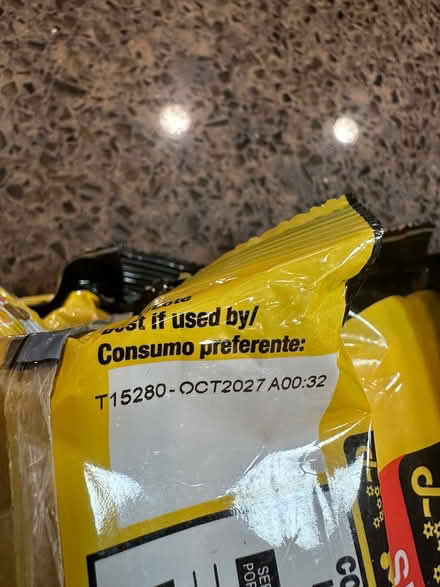 Best if used by/
Consumo preferente:
T15280-OCT2027 A00:32